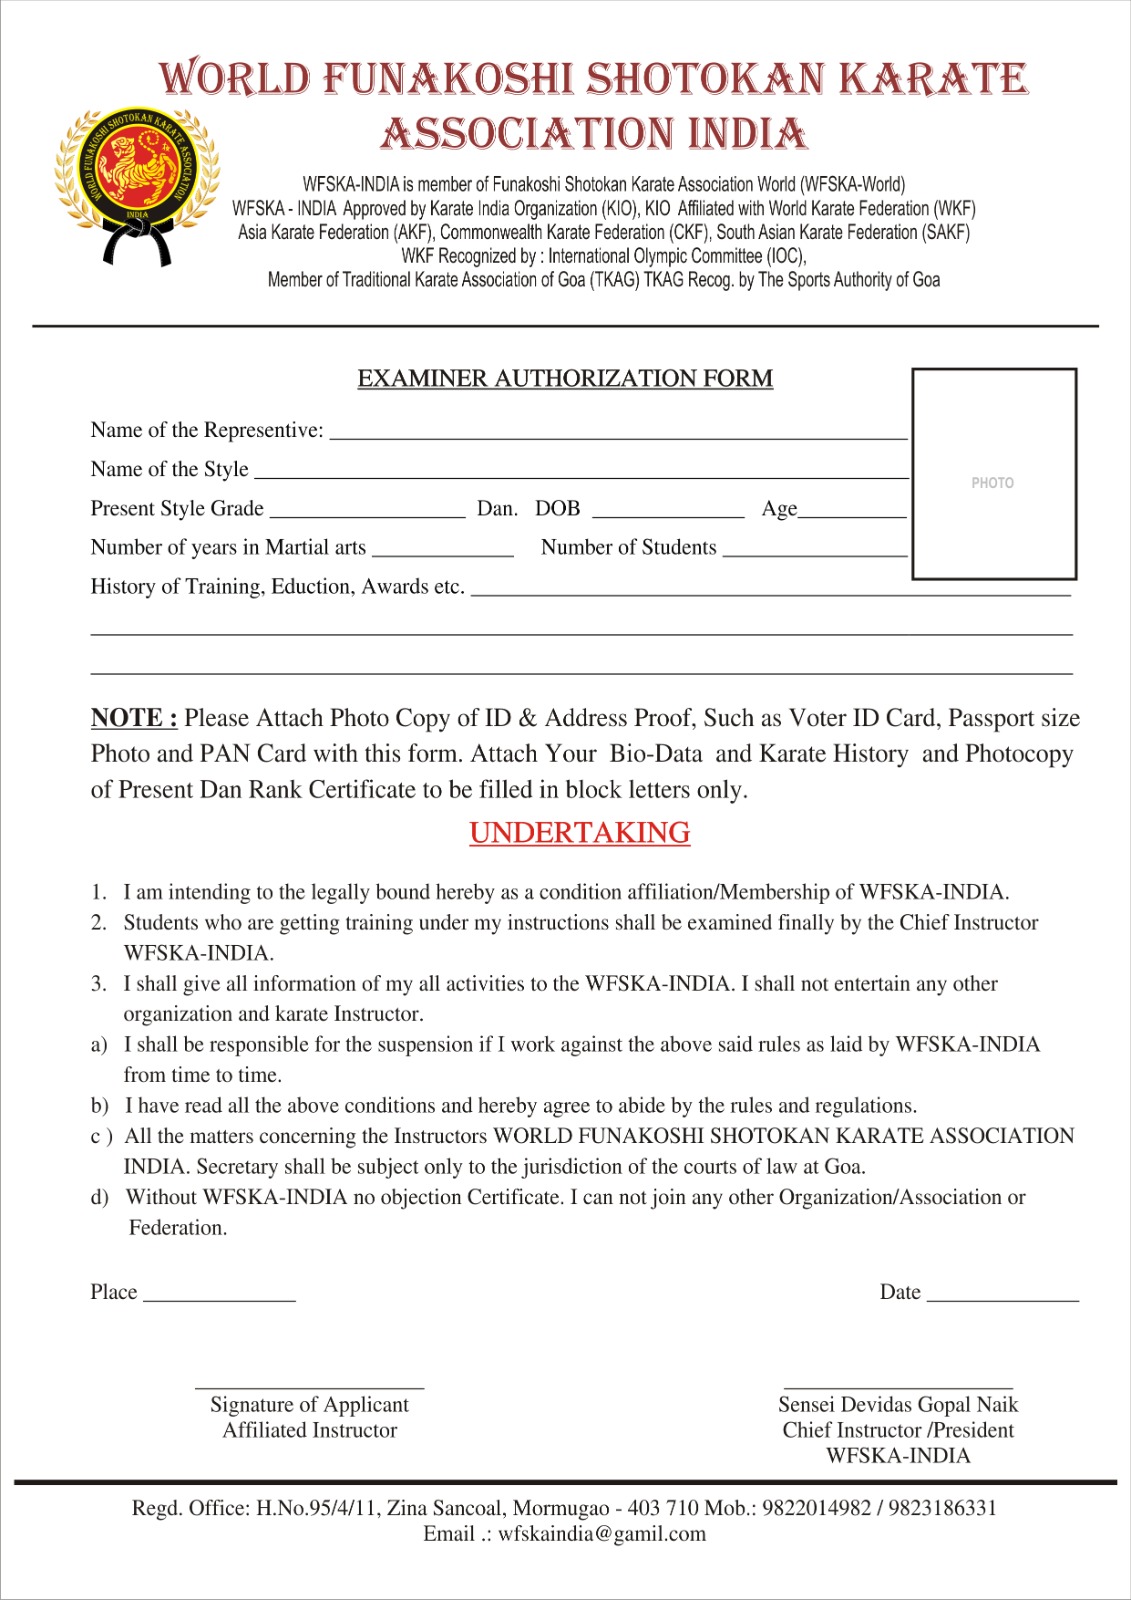 WORLD FUNAKOSHI SHOTOKAN KARATE
ASSOCIATION INDIA
WORLD FUNAKOSHI SHOTOKAN KARATE ASSOCIATION
INDIA
WFSKA-INDIA is member of Funakoshi Shotokan Karate Association World (WFSKA-World)
WFSKA - INDIA Approved by Karate India Organization (KIO), KIO Affiliated with World Karate Federation (WKF)
Asia Karate Federation (AKF), Commonwealth Karate Federation (CKF), South Asian Karate Federation (SAKF)
WKF Recognized by : International Olympic Committee (IOC),
Member of Traditional Karate Association of Goa (TKAG) TKAG Recog. by The Sports Authority of Goa
EXAMINER AUTHORIZATION FORM
Name of the Representive: ____________________
Name of the Style ____________________
PHOTO
Present Style Grade __________ Dan. DOB __________ Age__________
Number of years in Martial arts __________ Number of Students __________
History of Training, Eduction, Awards etc. ____________________
NOTE : Please Attach Photo Copy of ID & Address Proof, Such as Voter ID Card, Passport size
Photo and PAN Card with this form. Attach Your Bio-Data and Karate History and Photocopy
of Present Dan Rank Certificate to be filled in block letters only.
UNDERTAKING
1. I am intending to the legally bound hereby as a condition affiliation/Membership of WFSKA-INDIA.
2. Students who are getting training under my instructions shall be examined finally by the Chief Instructor
WFSKA-INDIA.
3. I shall give all information of my all activities to the WFSKA-INDIA. I shall not entertain any other
organization and karate Instructor.
a) I shall be responsible for the suspension if I work against the above said rules as laid by WFSKA-INDIA
from time to time.
b) I have read all the above conditions and hereby agree to abide by the rules and regulations.
c ) All the matters concerning the Instructors WORLD FUNAKOSHI SHOTOKAN KARATE ASSOCIATION
INDIA. Secretary shall be subject only to the jurisdiction of the courts of law at Goa.
d) Without WFSKA-INDIA no objection Certificate. I can not join any other Organization/Association or
Federation.
Place __________ Date __________
Signature of Applicant
Affiliated Instructor
Sensei Devidas Gopal Naik
Chief Instructor /President
WFSKA-INDIA
Regd. Office: H.No.95/4/11, Zina Sancoal, Mormugao - 403 710 Mob.: 9822014982 / 9823186331
Email .: wfskaindia@gamil.com